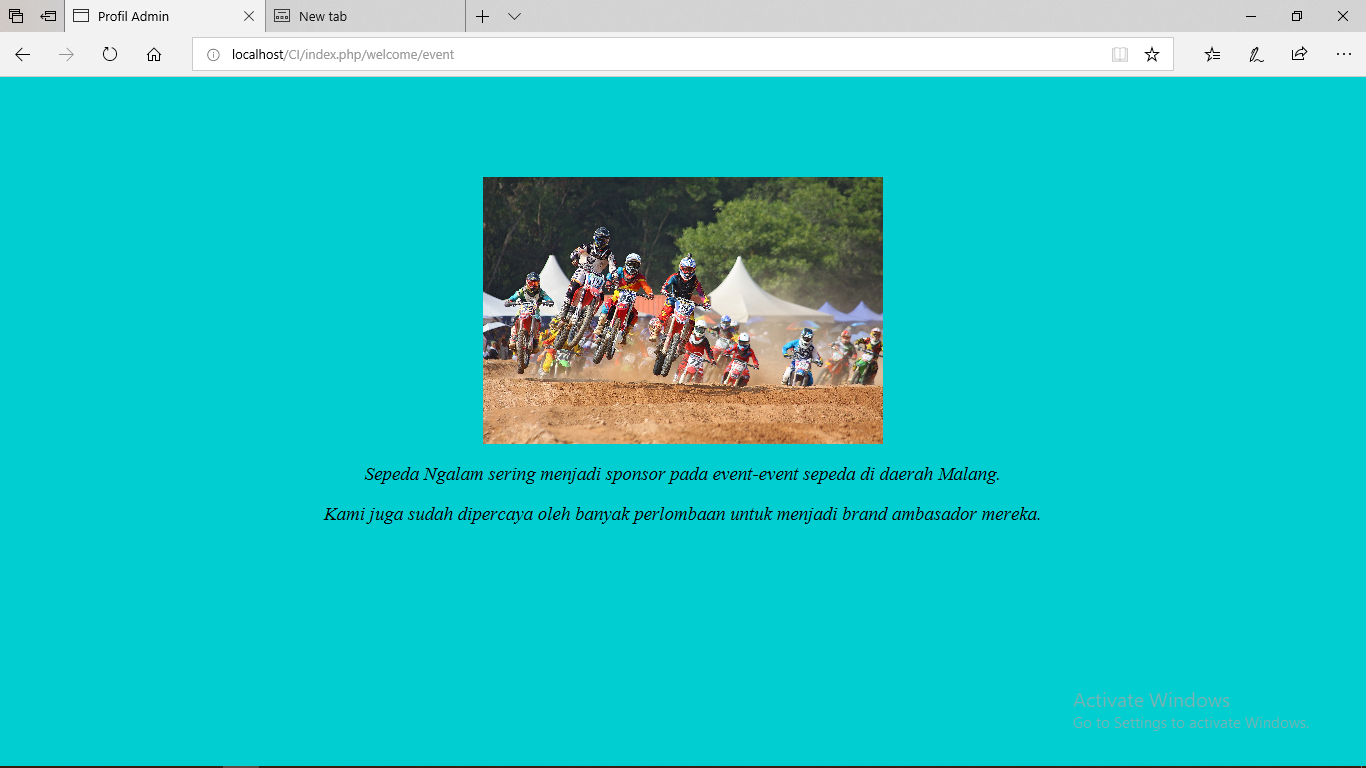 Profil Admin
New tab
localhost/CI/index.php/welcome/event
Sepeda Ngalam sering menjadi sponsor pada event-event sepeda di daerah Malang.
Kami juga sudah dipercaya oleh banyak perlombaan untuk menjadi brand ambasador mereka.
Activate Windows
Go to Settings to activate Windows.